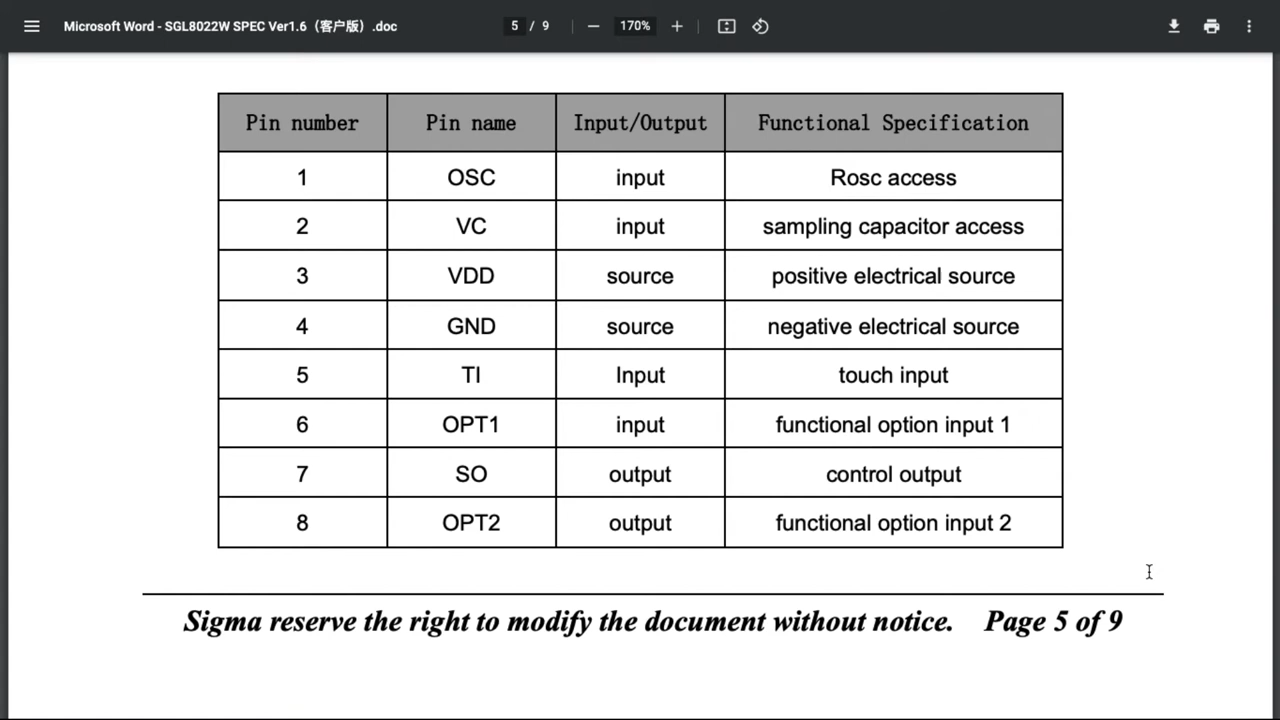 Microsoft Word - SGL8022W SPEC Ver1.6（客户版）.doc 5 / 9 170%
Pin number Pin name Input/Output Functional Specification
1 OSC input Rosc access
2 VC input sampling capacitor access
3 VDD source positive electrical source
4 GND source negative electrical source
5 TI Input touch input
6 OPT1 input functional option input 1
7 SO output control output
8 OPT2 output functional option input 2
Sigma reserve the right to modify the document without notice. Page 5 of 9